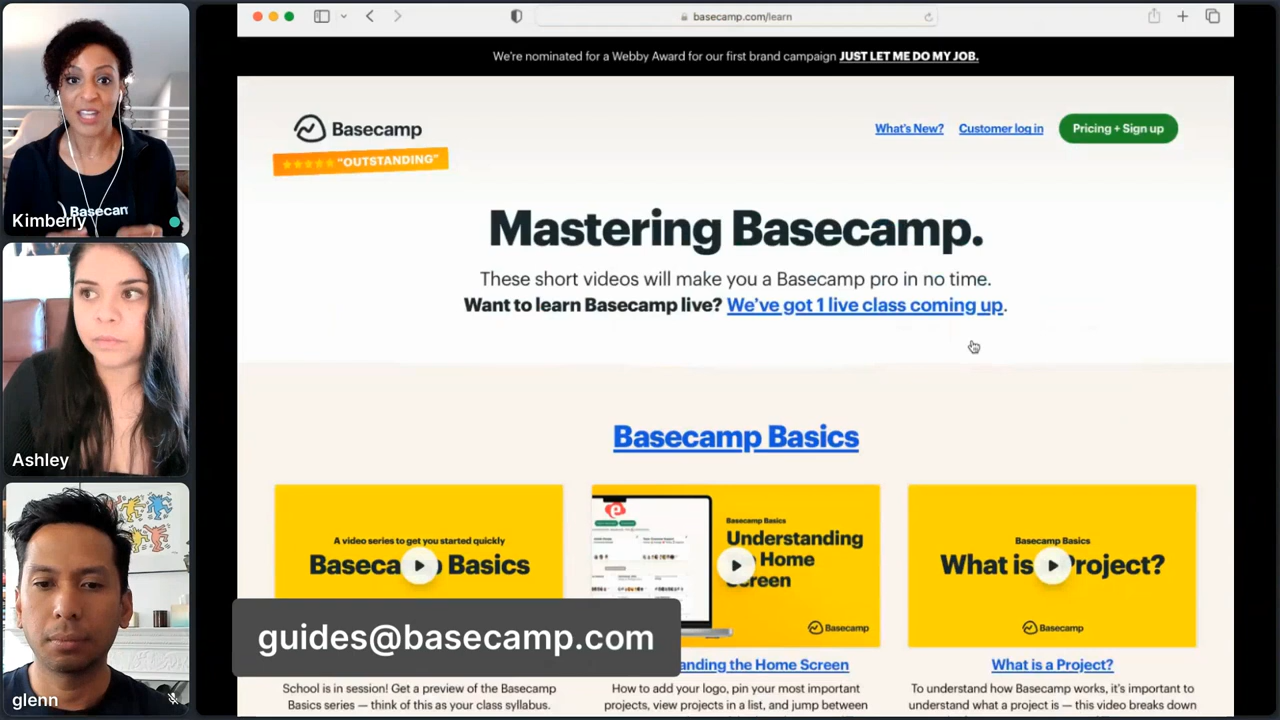 basecamp.com/learn
We're nominated for a Webby Award for our first brand campaign JUST LET ME DO MY JOB.
Basecamp
"OUTSTANDING"
What's New?
Customer log in
Pricing + Sign up
Mastering Basecamp.
These short videos will make you a Basecamp pro in no time.
Want to learn Basecamp live? We've got 1 live class coming up.
Basecamp Basics
A video series to get you started quickly
Basecamp Basics
Basecamp Basics
Understanding
Home
Screen
Basecamp
Basecamp Basics
What is Project?
Basecamp
guides@basecamp.com
anding the Home Screen
What is a Project?
School is in session! Get a preview of the Basecamp
Basics series — think of this as your class syllabus.
How to add your logo, pin your most important
projects, view projects in a list, and jump between
To understand how Basecamp works, it's important to
understand what a project is — this video breaks down
Basecam
Kimberly
Ashley
glenn